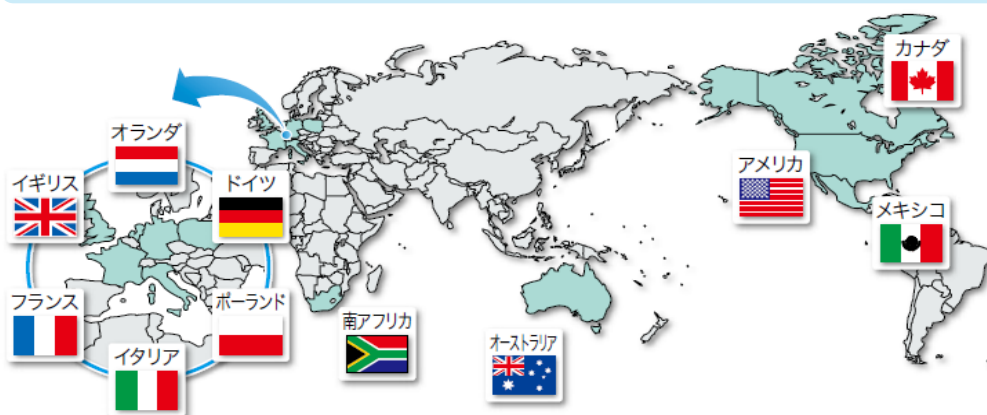 オランダ
イギリス
ドイツ
フランス
ポーランド
イタリア
南アフリカ
オーストラリア
カナダ
アメリカ
メキシコ